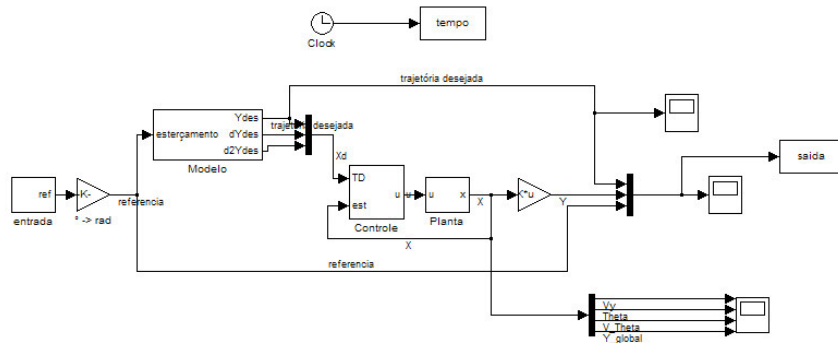 Clock
tempo
trajetória desejada
Ydes
esterçamento
dYdes
trajetória desejada
d2Ydes
Modelo
Xd
saida
ref
-K-
TD
u
u
u
x
K*u
entrada
° -> rad
referencia
est
Controle
Planta
X
Y
X
referencia
Vy
Theta
V_Theta
Y_global